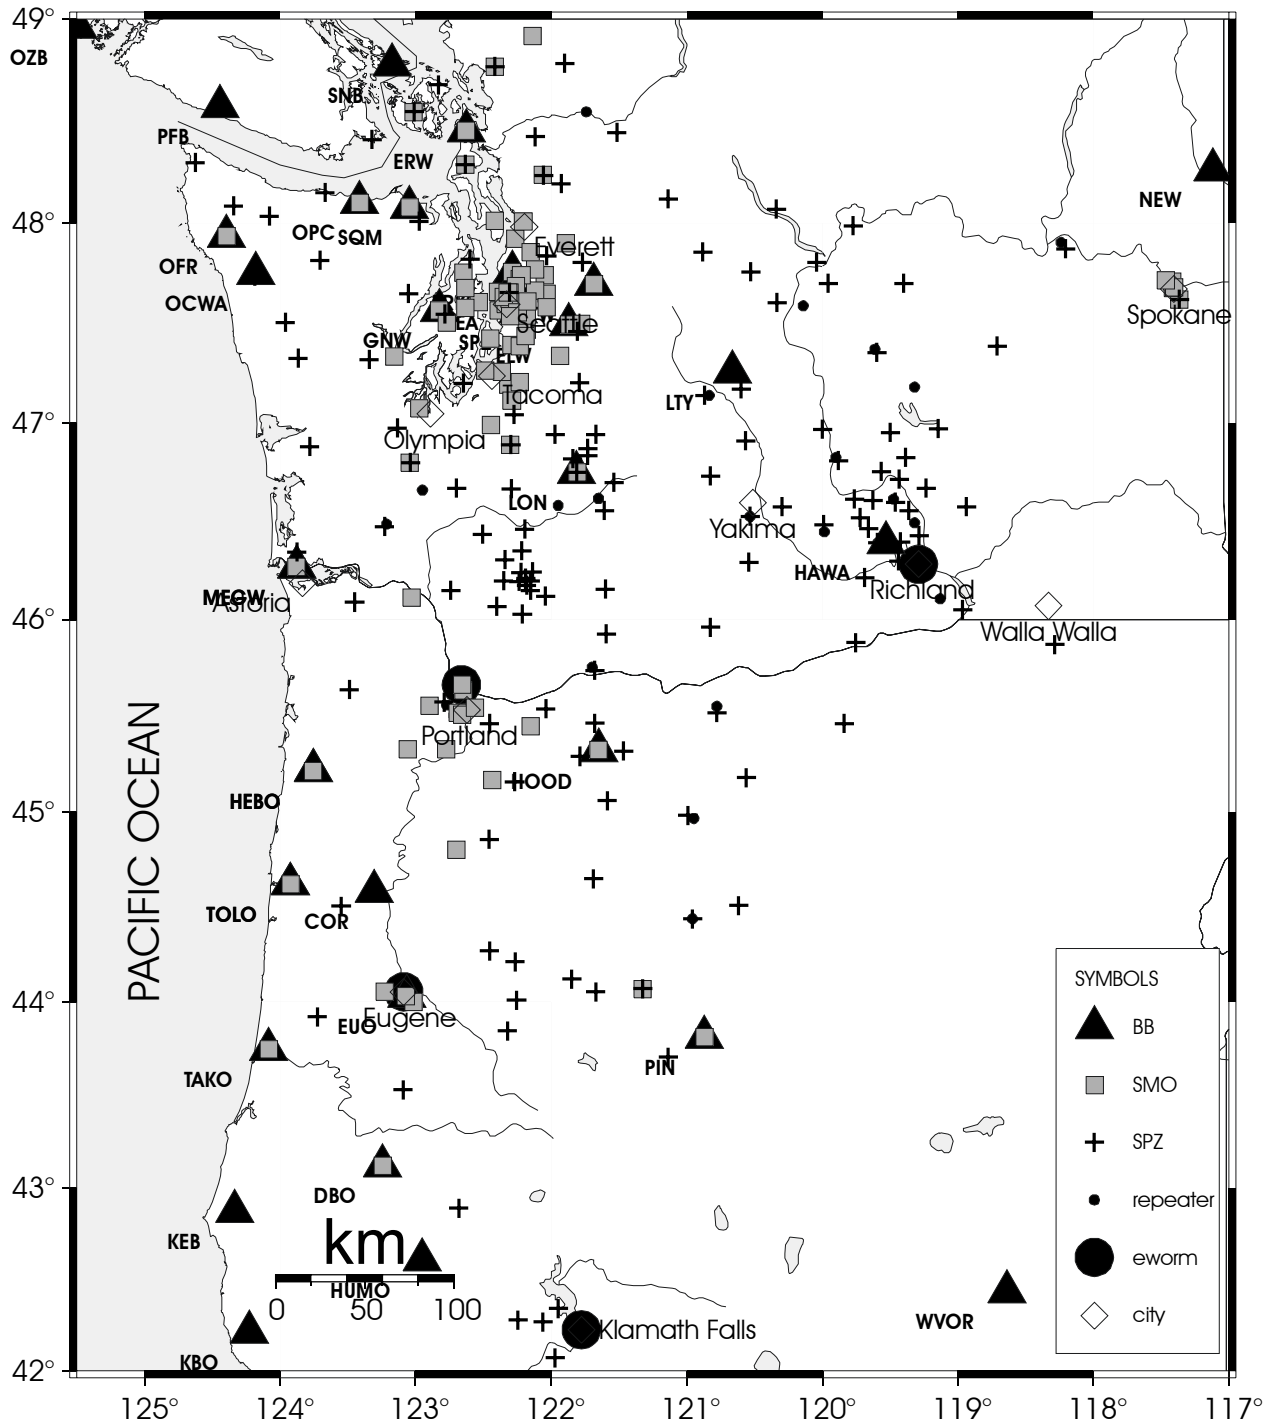 49°
OZB
SNB
PFB
ERW
NEW
48°
OPC
SQM
Everett
OFR
OCWA
Spokane
Seattle
GNW
SP
ELW
Tacoma
LTY
47°
Olympia
LON
Yakima
HAWA
Richland
MEGW
Astoria
46°
Walla Walla
PACIFIC OCEAN
Portland
HOOD
HEBO
45°
TOLO
COR
SYMBOLS
44°
EUO
Eugene
BB
PIN
TAKO
SMO
SPZ
43°
DBO
repeater
KEB
km
eworm
HUMO
0 50 100
city
WVOR
Klamath Falls
KBO
42°
125° 124° 123° 122° 121° 120° 119° 118° 117°